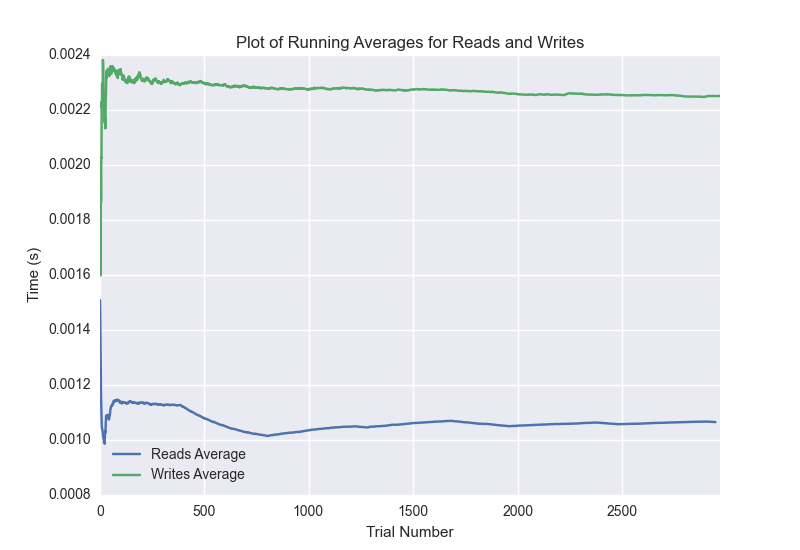 Plot of Running Averages for Reads and Writes
0.0024
0.0022
0.0020
0.0018
0.0016
0.0014
0.0012
0.0010
0.0008
Time (s)
Reads Average
Writes Average
0 500 1000 1500 2000 2500
Trial Number